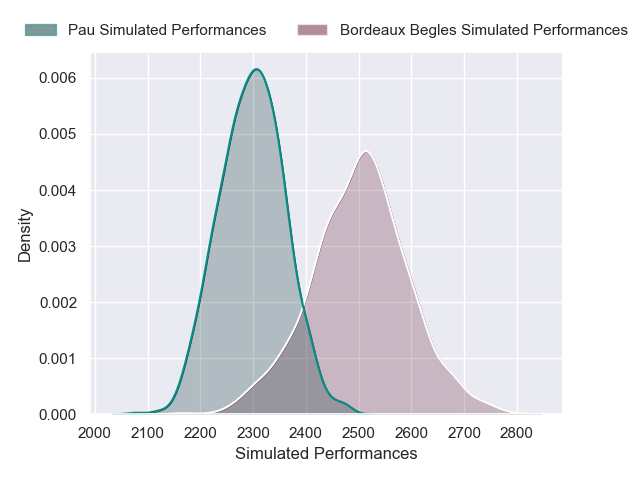 Pau Simulated Performances
Bordeaux Begles Simulated Performances
0.006
0.005
0.004
0.003
0.002
0.001
0.000
Density
2000 2100 2200 2300 2400 2500 2600 2700 2800
Simulated Performances